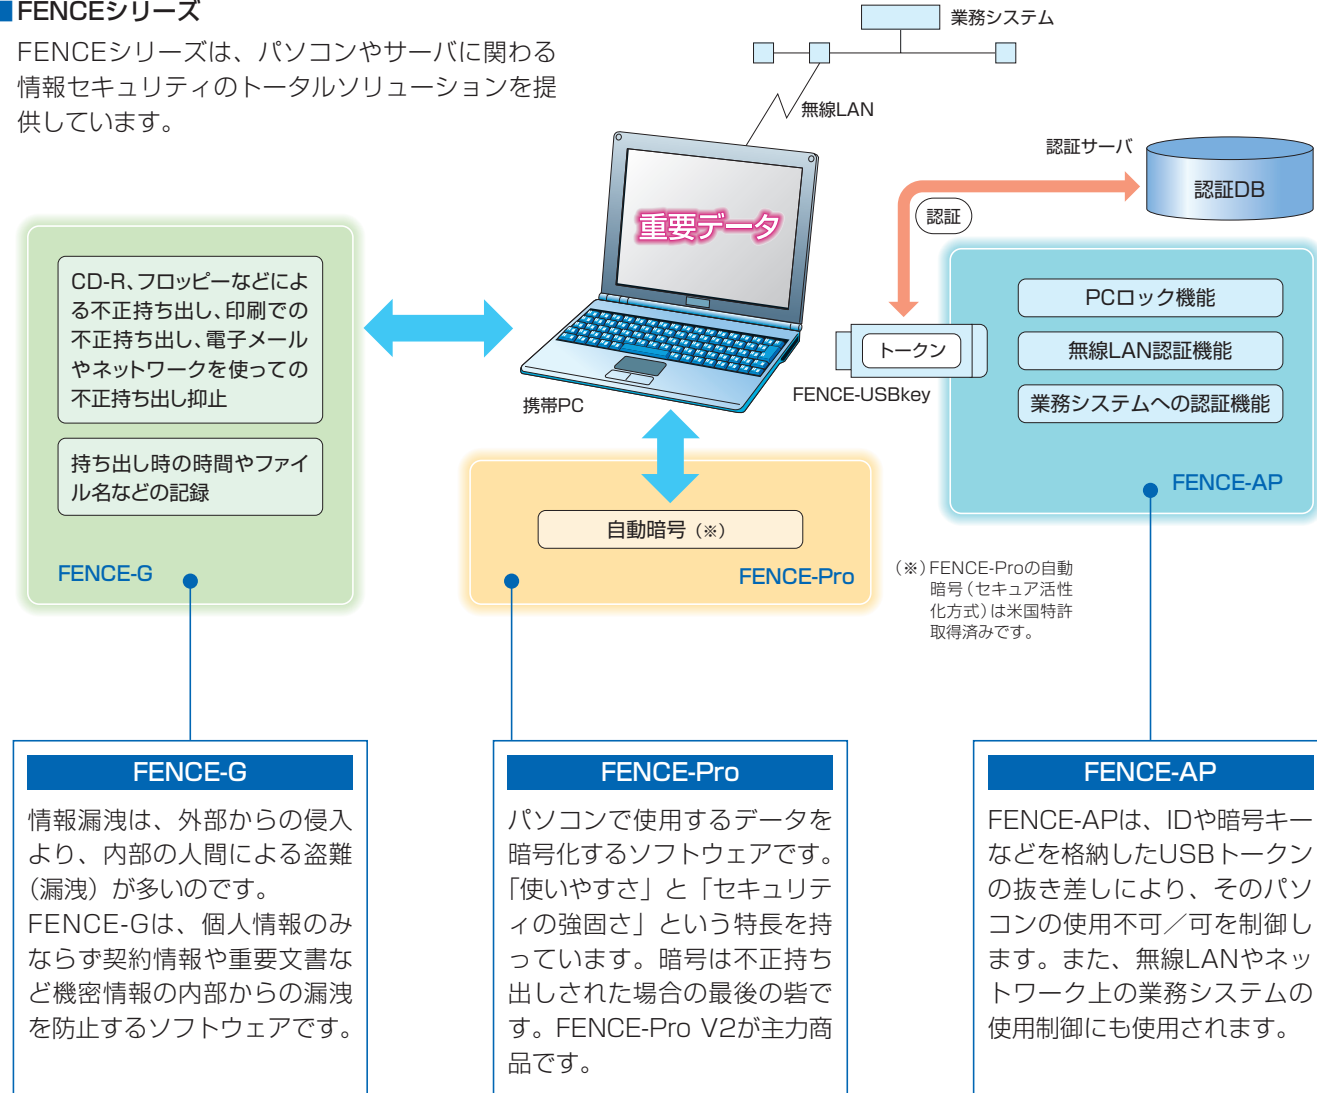 ■FENCEシリーズ
FENCEシリーズは、パソコンやサーバに関わる
情報セキュリティのトータルソリューションを提
供しています。
業務システム
無線LAN
認証サーバ
認証DB
認証
重要データ
携帯PC
トークン
FENCE-USBkey
CD-R、フロッピーなどによ
る不正持ち出し、印刷での
不正持ち出し、電子メール
やネットワークを使っての
不正持ち出し抑止
持ち出し時の時間やファイ
ル名などの記録
FENCE-G
自動暗号（※）
FENCE-Pro
PCロック機能
無線LAN認証機能
業務システムへの認証機能
FENCE-AP
（※）FENCE-Proの自動
暗号（セキュア活性
化方式）は米国特許
取得済みです。
FENCE-G
情報漏洩は、外部からの侵入
より、内部の人間による盗難
（漏洩）が多いのです。
FENCE-Gは、個人情報のみ
ならず契約情報や重要文書な
ど機密情報の内部からの漏洩
を防止するソフトウェアです。
FENCE-Pro
パソコンで使用するデータを
暗号化するソフトウェアです。
「使いやすさ」と「セキュリテ
ィの強固さ」という特長を持
っています。暗号は不正持ち
出しされた場合の最後の砦で
す。FENCE-Pro V2が主力商
品です。
FENCE-AP
FENCE-APは、IDや暗号キー
などを格納したUSBトークン
の抜き差しにより、そのパソ
コンの使用不可／可を制御し
ます。また、無線LANやネッ
トワーク上の業務システムの
使用制御にも使用されます。